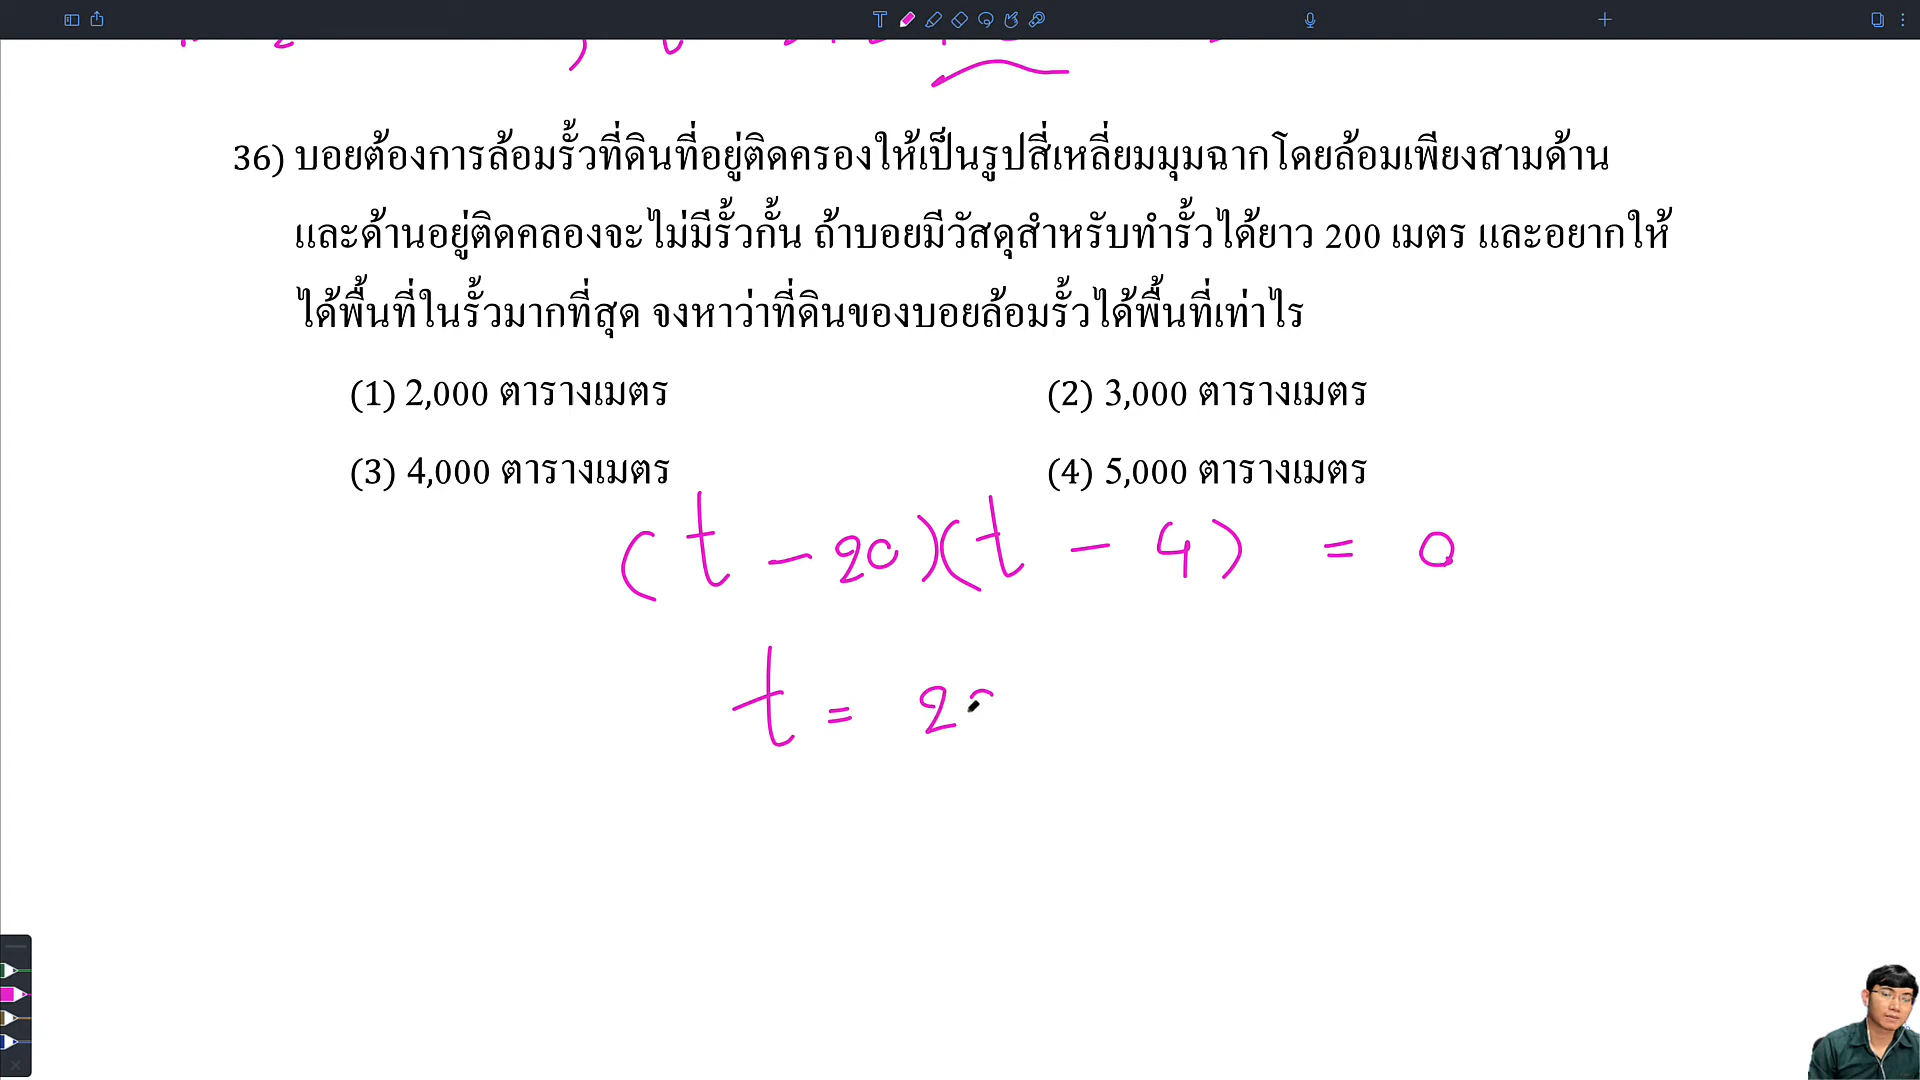 36) บอยต้องการล้อมรั้วที่ดินที่อยู่ติดครองให้เป็นรูปสี่เหลี่ยมมุมฉากโดยล้อมเพียงสามด้าน
และด้านอยู่ติดคลองจะไม่มีรั้วกั้น ถ้าบอยมีวัสดุสำหรับทำรั้วได้ยาว 200 เมตร และอยากให้
ได้พื้นที่ในรั้วมากที่สุด จงหาว่าที่ดินของบอยล้อมรั้วได้พื้นที่เท่าไร
(1) 2,000 ตารางเมตร (2) 3,000 ตารางเมตร
(3) 4,000 ตารางเมตร (4) 5,000 ตารางเมตร
(t - 20)(t - 4) = 0
t = 2